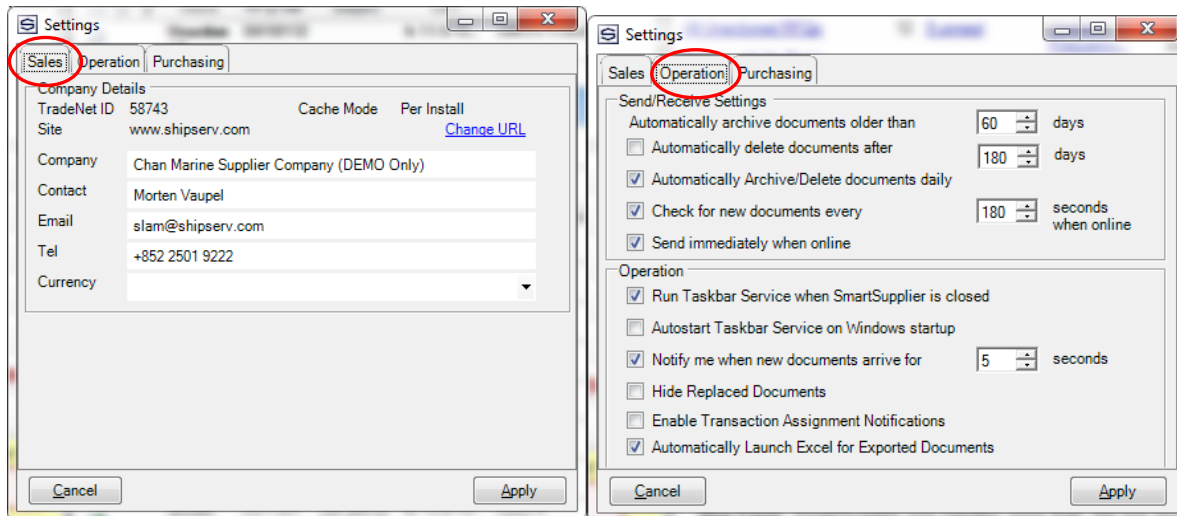 Settings
Sales Operation Purchasing
Company Details
TradeNet ID 58743 Cache Mode Per Install
Site www.shipserv.com Change URL
Company Chan Marine Supplier Company (DEMO Only)
Contact Morten Vaupel
Email slam@shipserv.com
Tel +852 2501 9222
Currency
Cancel Apply
Settings
Sales Operation Purchasing
Send/Receive Settings
Automatically archive documents older than 60 days
Automatically delete documents after 180 days
Automatically Archive/Delete documents daily
Check for new documents every 180 seconds
when online
Send immediately when online
Operation
Run Taskbar Service when SmartSupplier is closed
Autostart Taskbar Service on Windows startup
Notify me when new documents arrive for 5 seconds
Hide Replaced Documents
Enable Transaction Assignment Notifications
Automatically Launch Excel for Exported Documents
Cancel Apply